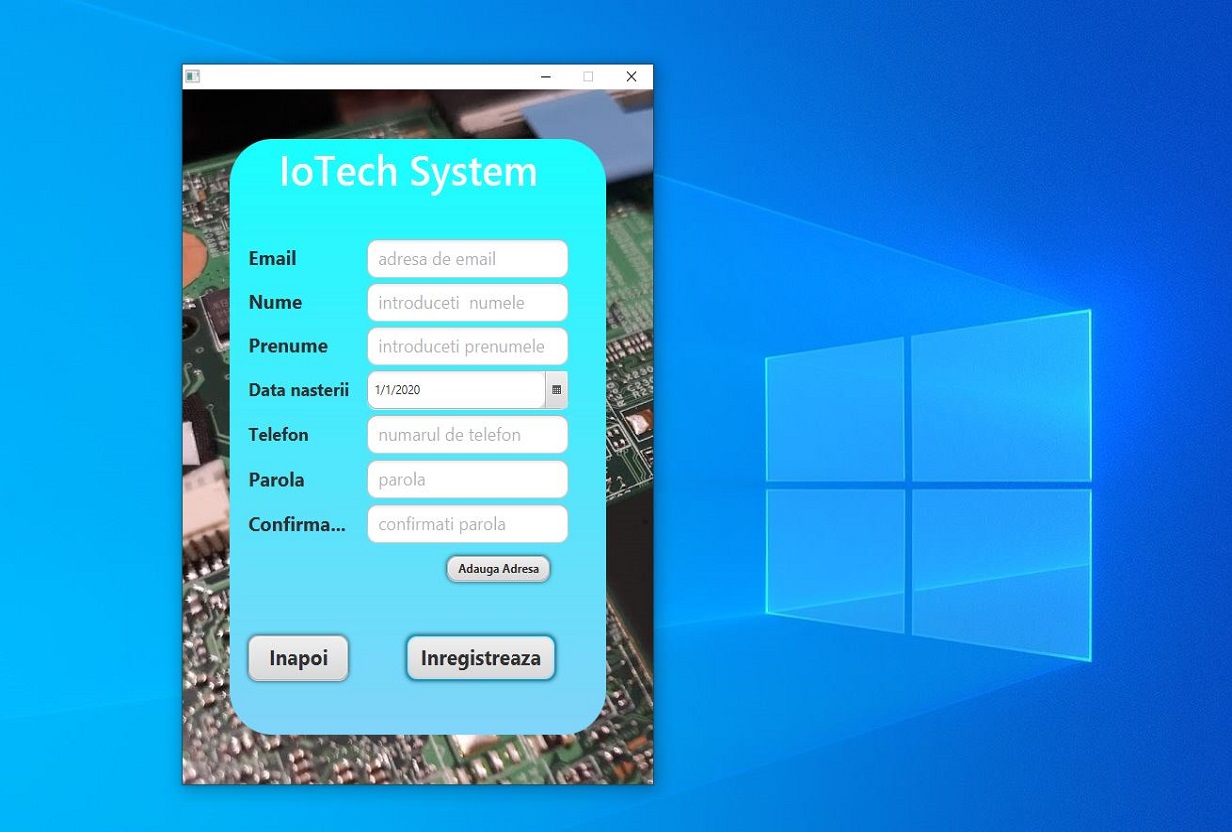 IoTech System
Email adresa de email
Nume introduceti  numele
Prenume introduceti prenumele
Data nasterii 1/1/2020
Telefon numarul de telefon
Parola parola
Confirma... confirmati parola
Adauga Adresa
Inapoi Inregistreaza